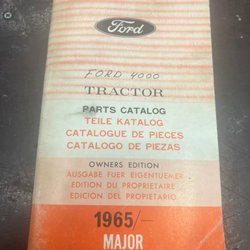 Ford
FORD 4000
TRACTOR
PARTS CATALOG
TEILE KATALOG
CATALOGUE DE PIECES
CATALOGO DE PIEZAS
OWNERS EDITION
AUSGABE FUER EIGENTUEMER
EDITION DU PROPRIETAIRE
EDICION DEL PROPIETARIO
1965/-
MAJOR